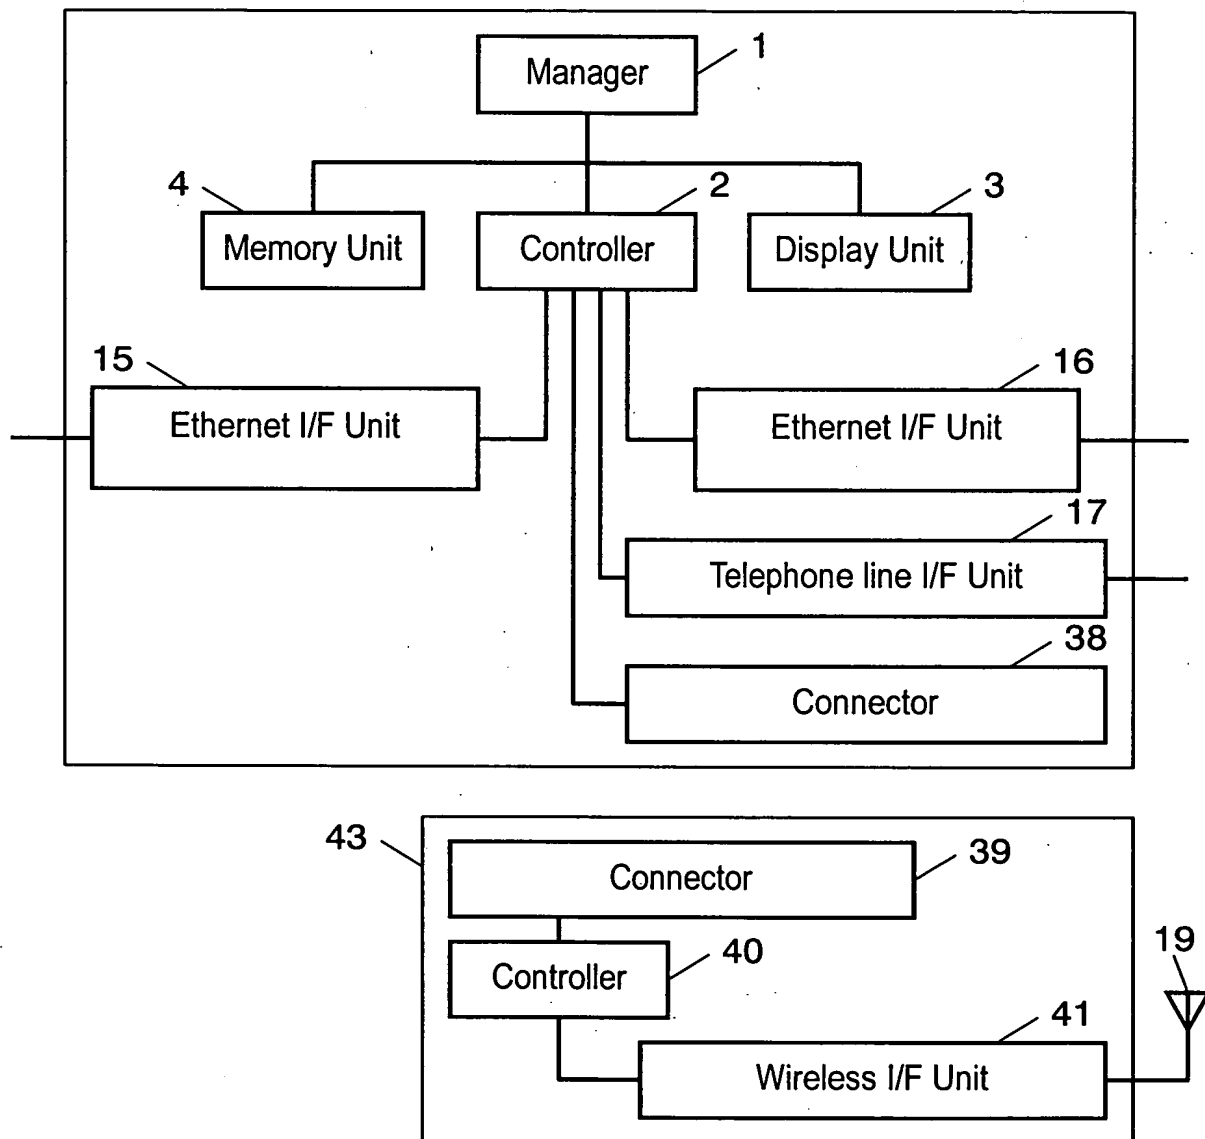 1
Manager
4
2
3
Memory Unit
Controller
Display Unit
15
16
Ethernet I/F Unit
Ethernet I/F Unit
17
Telephone line I/F Unit
38
Connector
43
39
Connector
40
Controller
19
41
Wireless I/F Unit